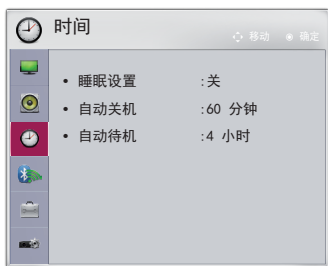 时间
移动 确定
• 睡眠设置 :关
• 自动关机 :60 分钟
• 自动待机 :4 小时